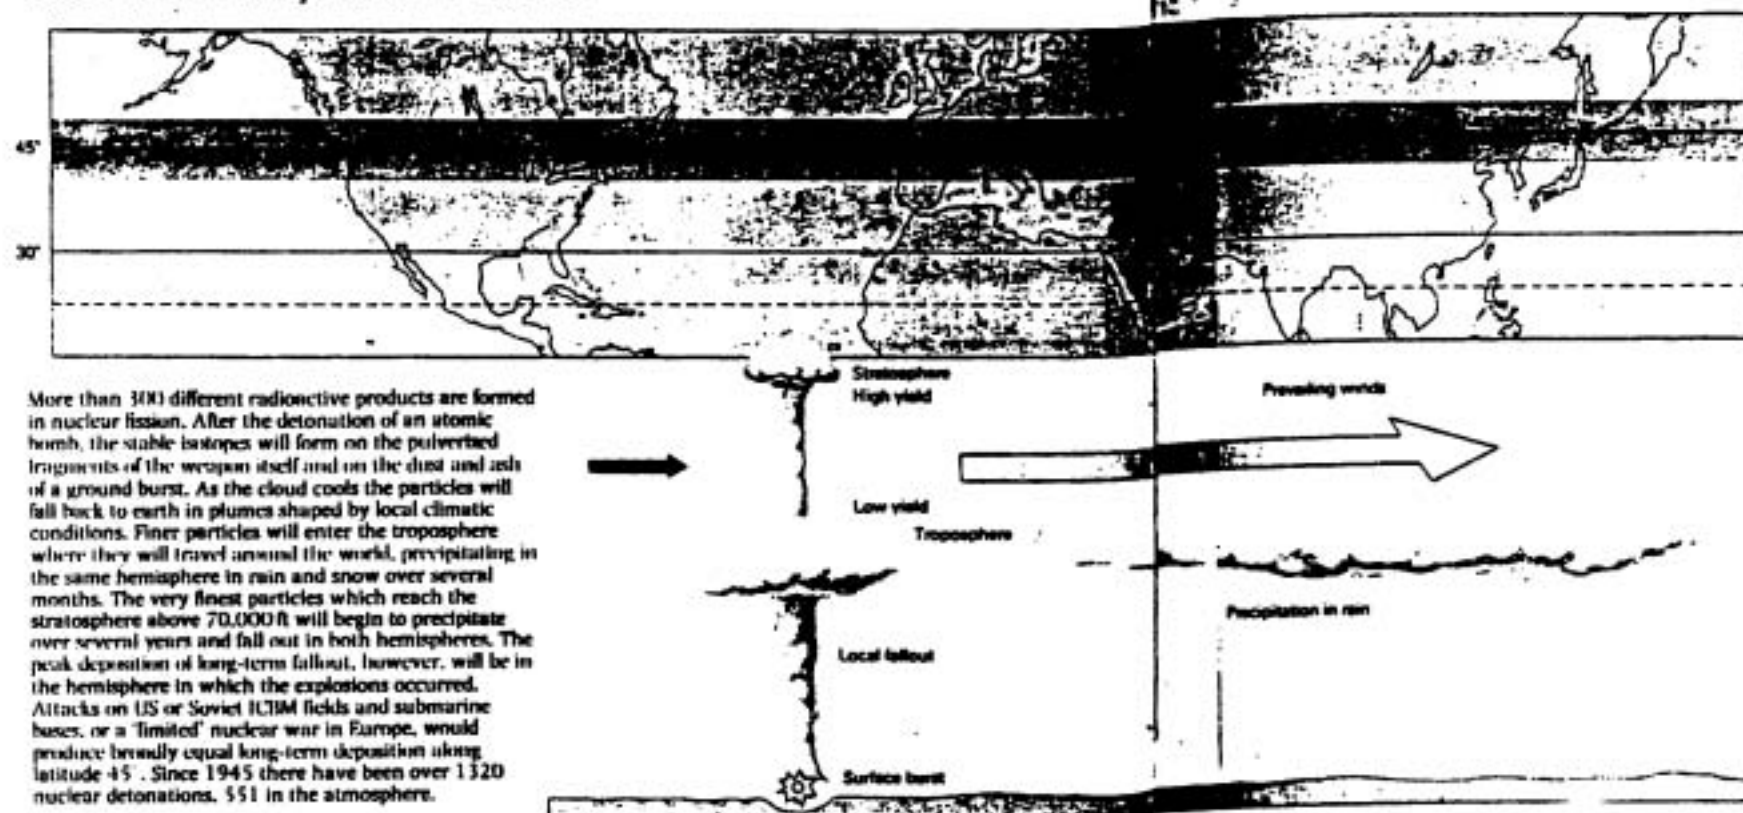 45°
30°
More than 300 different radioactive products are formed
in nuclear fission. After the detonation of an atomic
bomb, the stable isotopes will form on the pulverised
fragments of the weapon itself and on the dust and ash
of a ground burst. As the cloud cools the particles will
fall back to earth in plumes shaped by local climatic
conditions. Finer particles will enter the troposphere
where they will travel around the world, precipitating in
the same hemisphere in rain and snow over several
months. The very finest particles which reach the
stratosphere above 70,000 ft will begin to precipitate
over several years and fall out in both hemispheres. The
peak deposition of long-term fallout, however, will be in
the hemisphere in which the explosions occurred.
Attacks on US or Soviet ICBM fields and submarine
bases, or a 'limited' nuclear war in Europe, would
produce broadly equal long-term deposition along
latitude 45°. Since 1945 there have been over 1320
nuclear detonations, 551 in the atmosphere.
Stratosphere
High yield
Low yield
Troposphere
Local fallout
Surface burst
Prevailing winds
Precipitation in rain